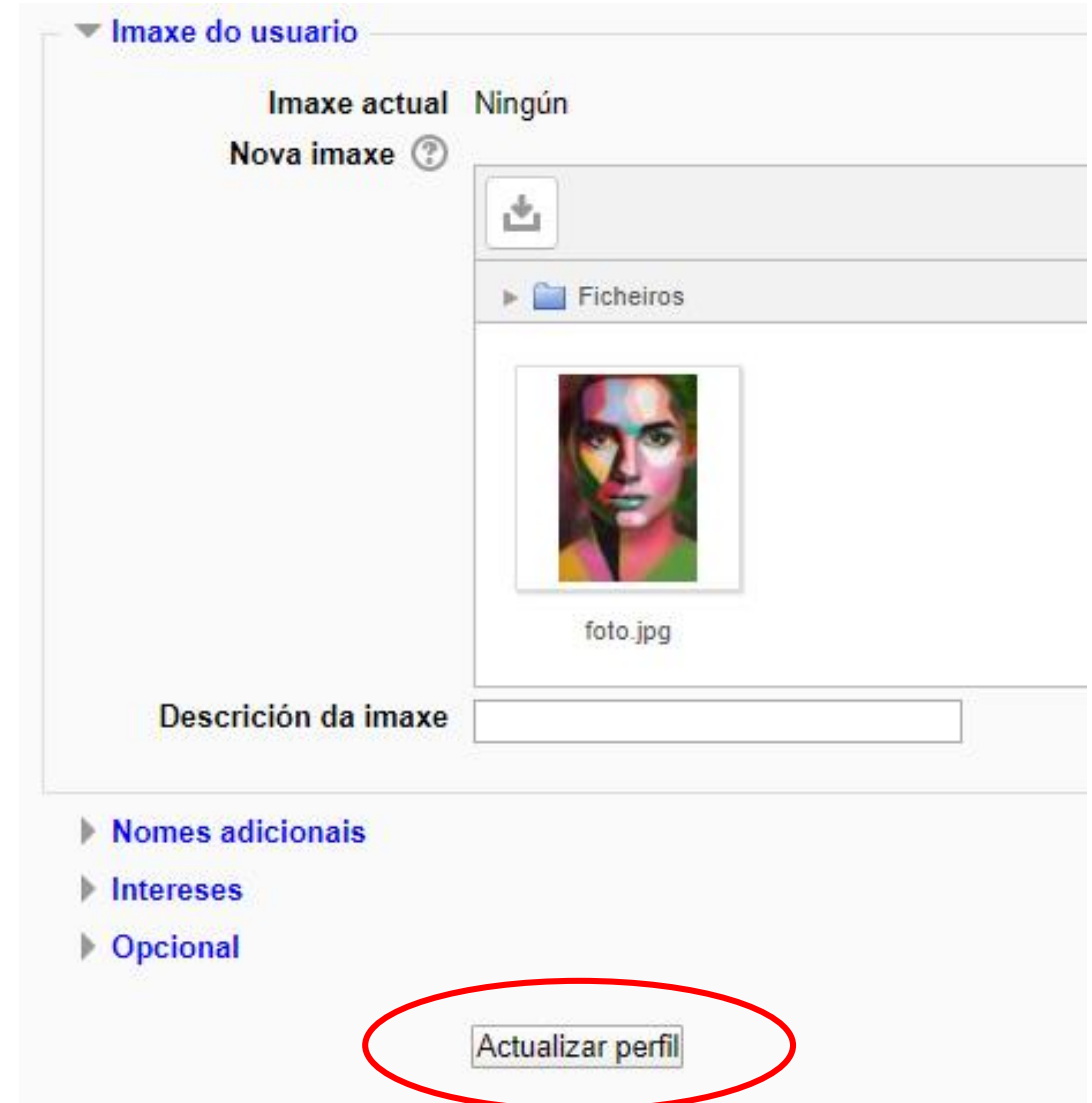 Imaxe do usuario
Imaxe actual Ningún
Nova imaxe ?
Ficheiros
foto.jpg
Descrición da imaxe
Nomes adicionais
Intereses
Opcional
Actualizar perfil